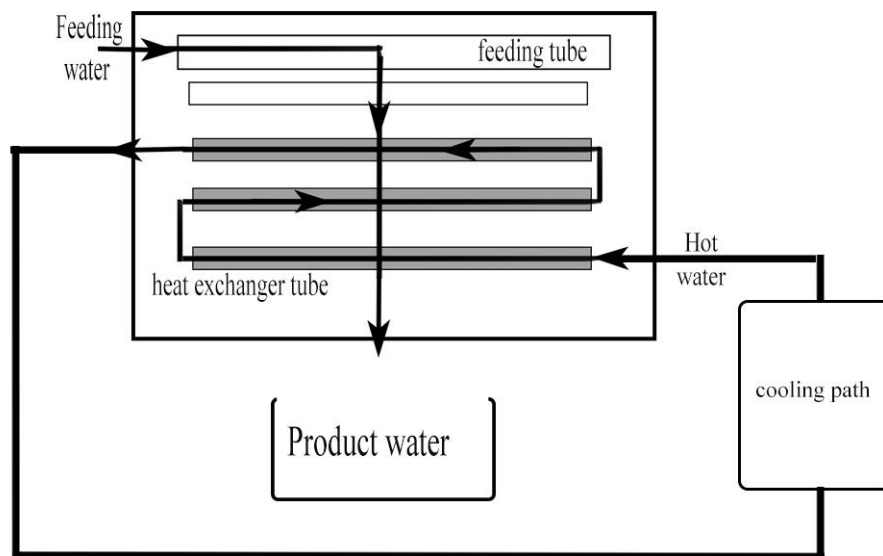 Feeding
water
feeding tube
heat exchanger tube
Hot
water
cooling path
Product water